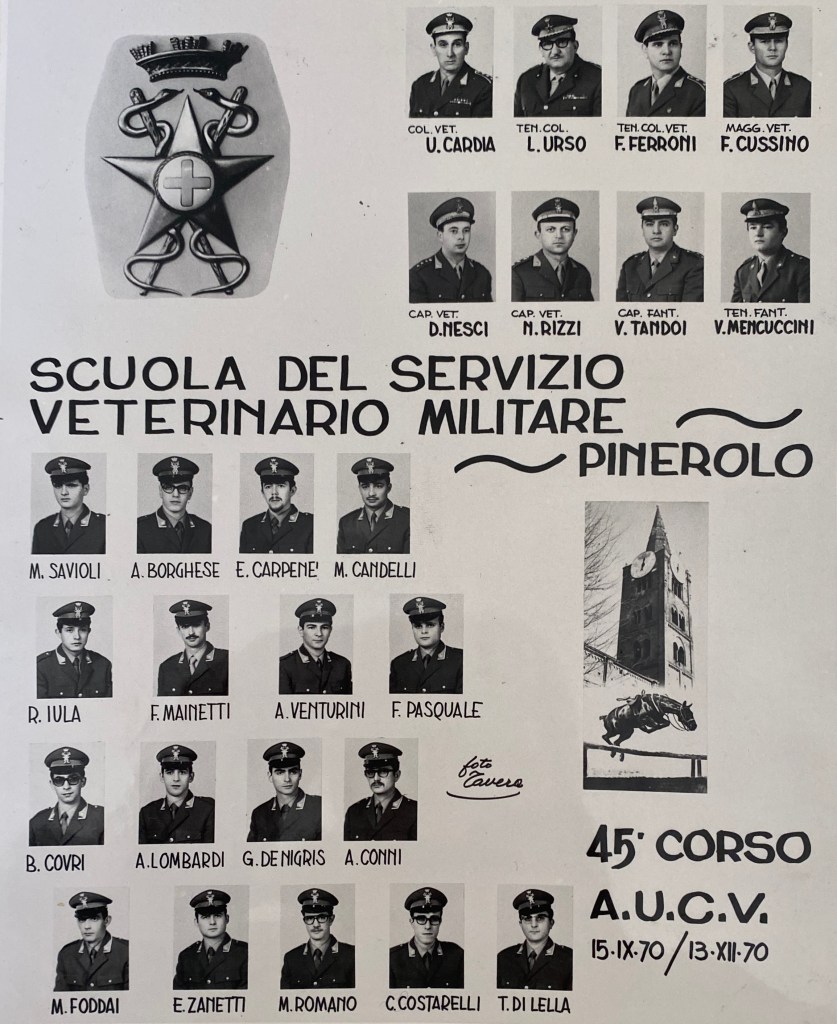 COL. VET.
U. CARDIA
TEN. COL.
L. URSO
TEN. COL. VET.
F. FERRONI
MAGG. VET.
F. CUSSINO
CAP. VET.
D. NESCI
CAP. VET.
N. RIZZI
CAP. FANT.
V. TANDOI
TEN. FANT.
V. MENCUCCINI
SCUOLA DEL SERVIZIO
VETERINARIO MILITARE
PINEROLO
M. SAVIOLI
A. BORGHESE
E. CARPENE'
M. CANDELLI
R. IULA
F. MAINETTI
A. VENTURINI
F. PASQUALE
B. COVRI
A. LOMBARDI
G. DE NIGRIS
A. CONNI
foto
Tavera
M. FODDAI
E. ZANETTI
M. ROMANO
C. COSTARELLI
T. DI LELLA
45' CORSO
A.U.C.V.
15·IX·70 / 13·XII·70